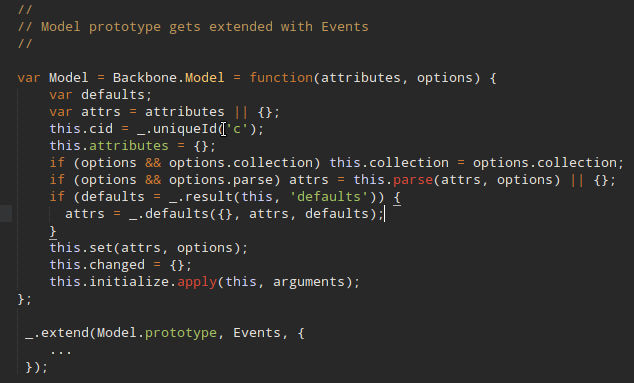 //
// Model prototype gets extended with Events
//
var Model = Backbone.Model = function(attributes, options) {
    var defaults;
    var attrs = attributes || {};
    this.cid = _.uniqueId('c');
    this.attributes = {};
    if (options && options.collection) this.collection = options.collection;
    if (options && options.parse) attrs = this.parse(attrs, options) || {};
    if (defaults = _.result(this, 'defaults')) {
      attrs = _.defaults({}, attrs, defaults);
    }
    this.set(attrs, options);
    this.changed = {};
    this.initialize.apply(this, arguments);
};
 _.extend(Model.prototype, Events, {
    ...
 });